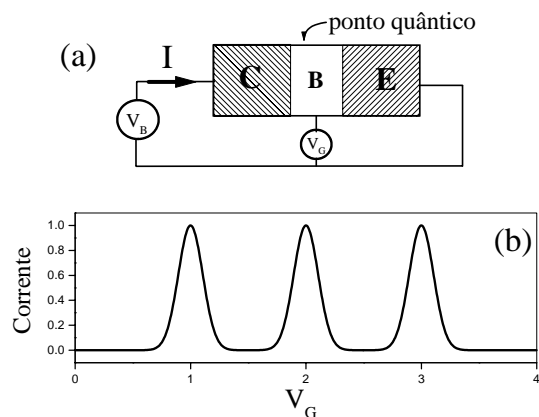 ponto quântico
(a)
I
C
B
E
V_B
V_G
(b)
Corrente
1.0
0.8
0.6
0.4
0.2
0.0
0 1 2 3 4
V_G